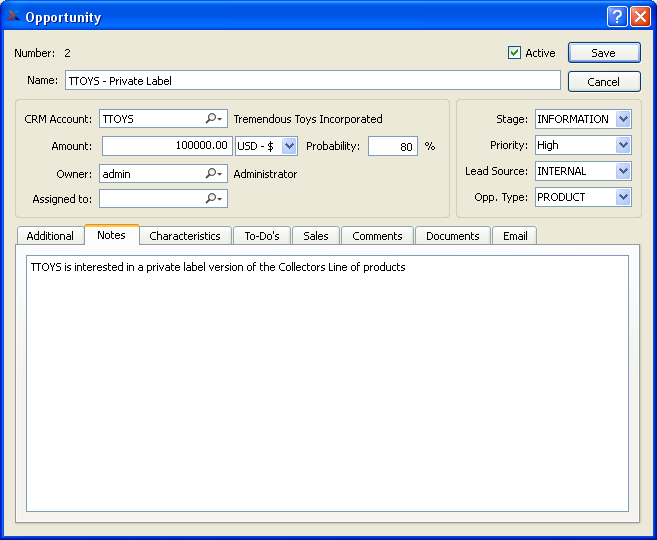 Opportunity
Number: 2
Active
Save
Name: TTOYS - Private Label
Cancel
CRM Account: TTOYS Tremendous Toys Incorporated
Stage: INFORMATION
Amount: 100000.00 USD - $ Probability: 80 %
Priority: High
Owner: admin Administrator
Lead Source: INTERNAL
Assigned to:
Opp. Type: PRODUCT
Additional Notes Characteristics To-Do's Sales Comments Documents Email
TTOYS is interested in a private label version of the Collectors Line of products